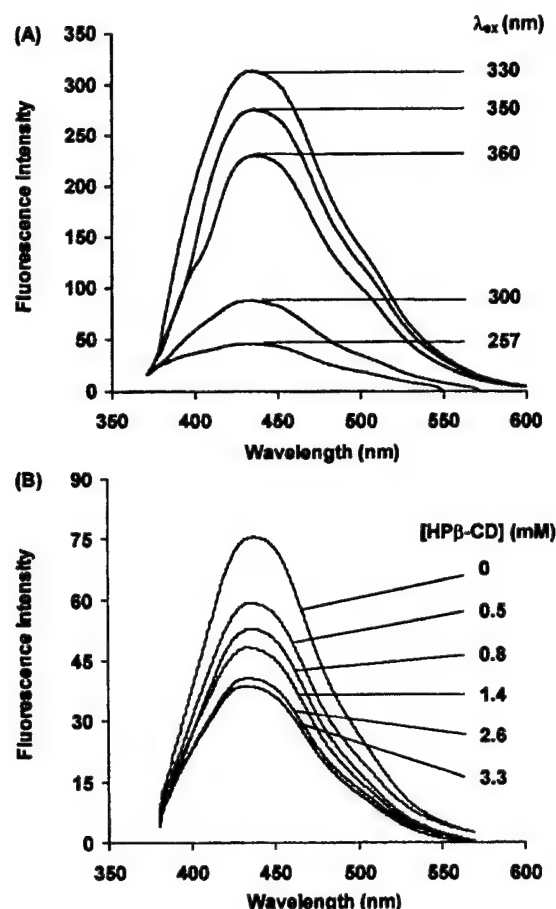 (A)
λex (nm)
350
300
250
200
150
100
50
0
Fluorescence Intensity
330
350
360
300
257
350 400 450 500 550 600
Wavelength (nm)
(B)
90
75
60
45
30
15
0
Fluorescence Intensity
[HPβ-CD] (mM)
0
0.5
0.8
1.4
2.6
3.3
350 400 450 500 550 600
Wavelength (nm)